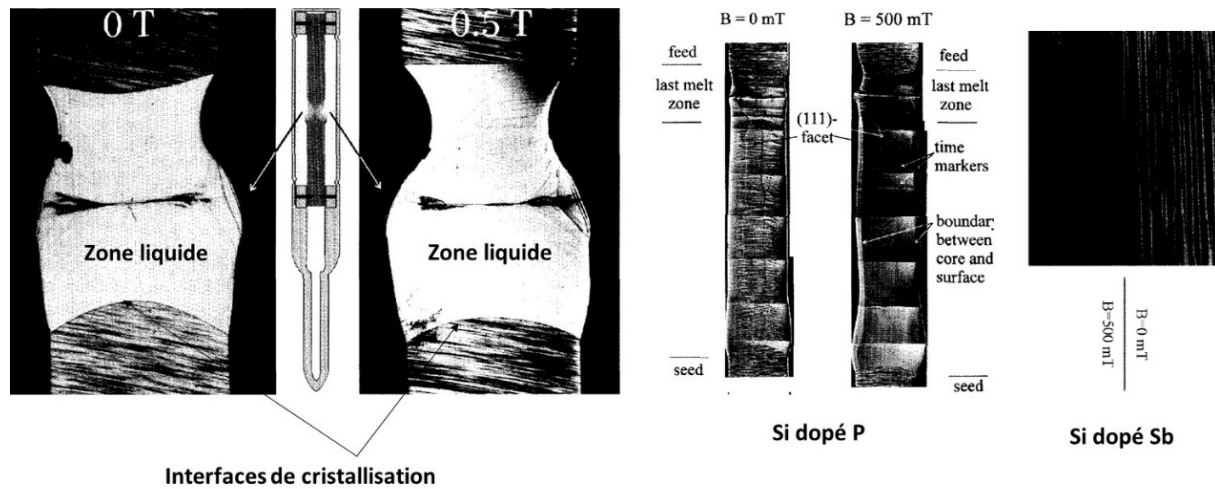 0 T
0.5 T
Zone liquide
Zone liquide
Interfaces de cristallisation
B = 0 mT
B = 500 mT
feed
last melt
zone
(111)-
facet
seed
feed
last melt
zone
time
markers
boundary
between
core and
surface
seed
Si dopé P
B=0 mT
B=500 mT
Si dopé Sb